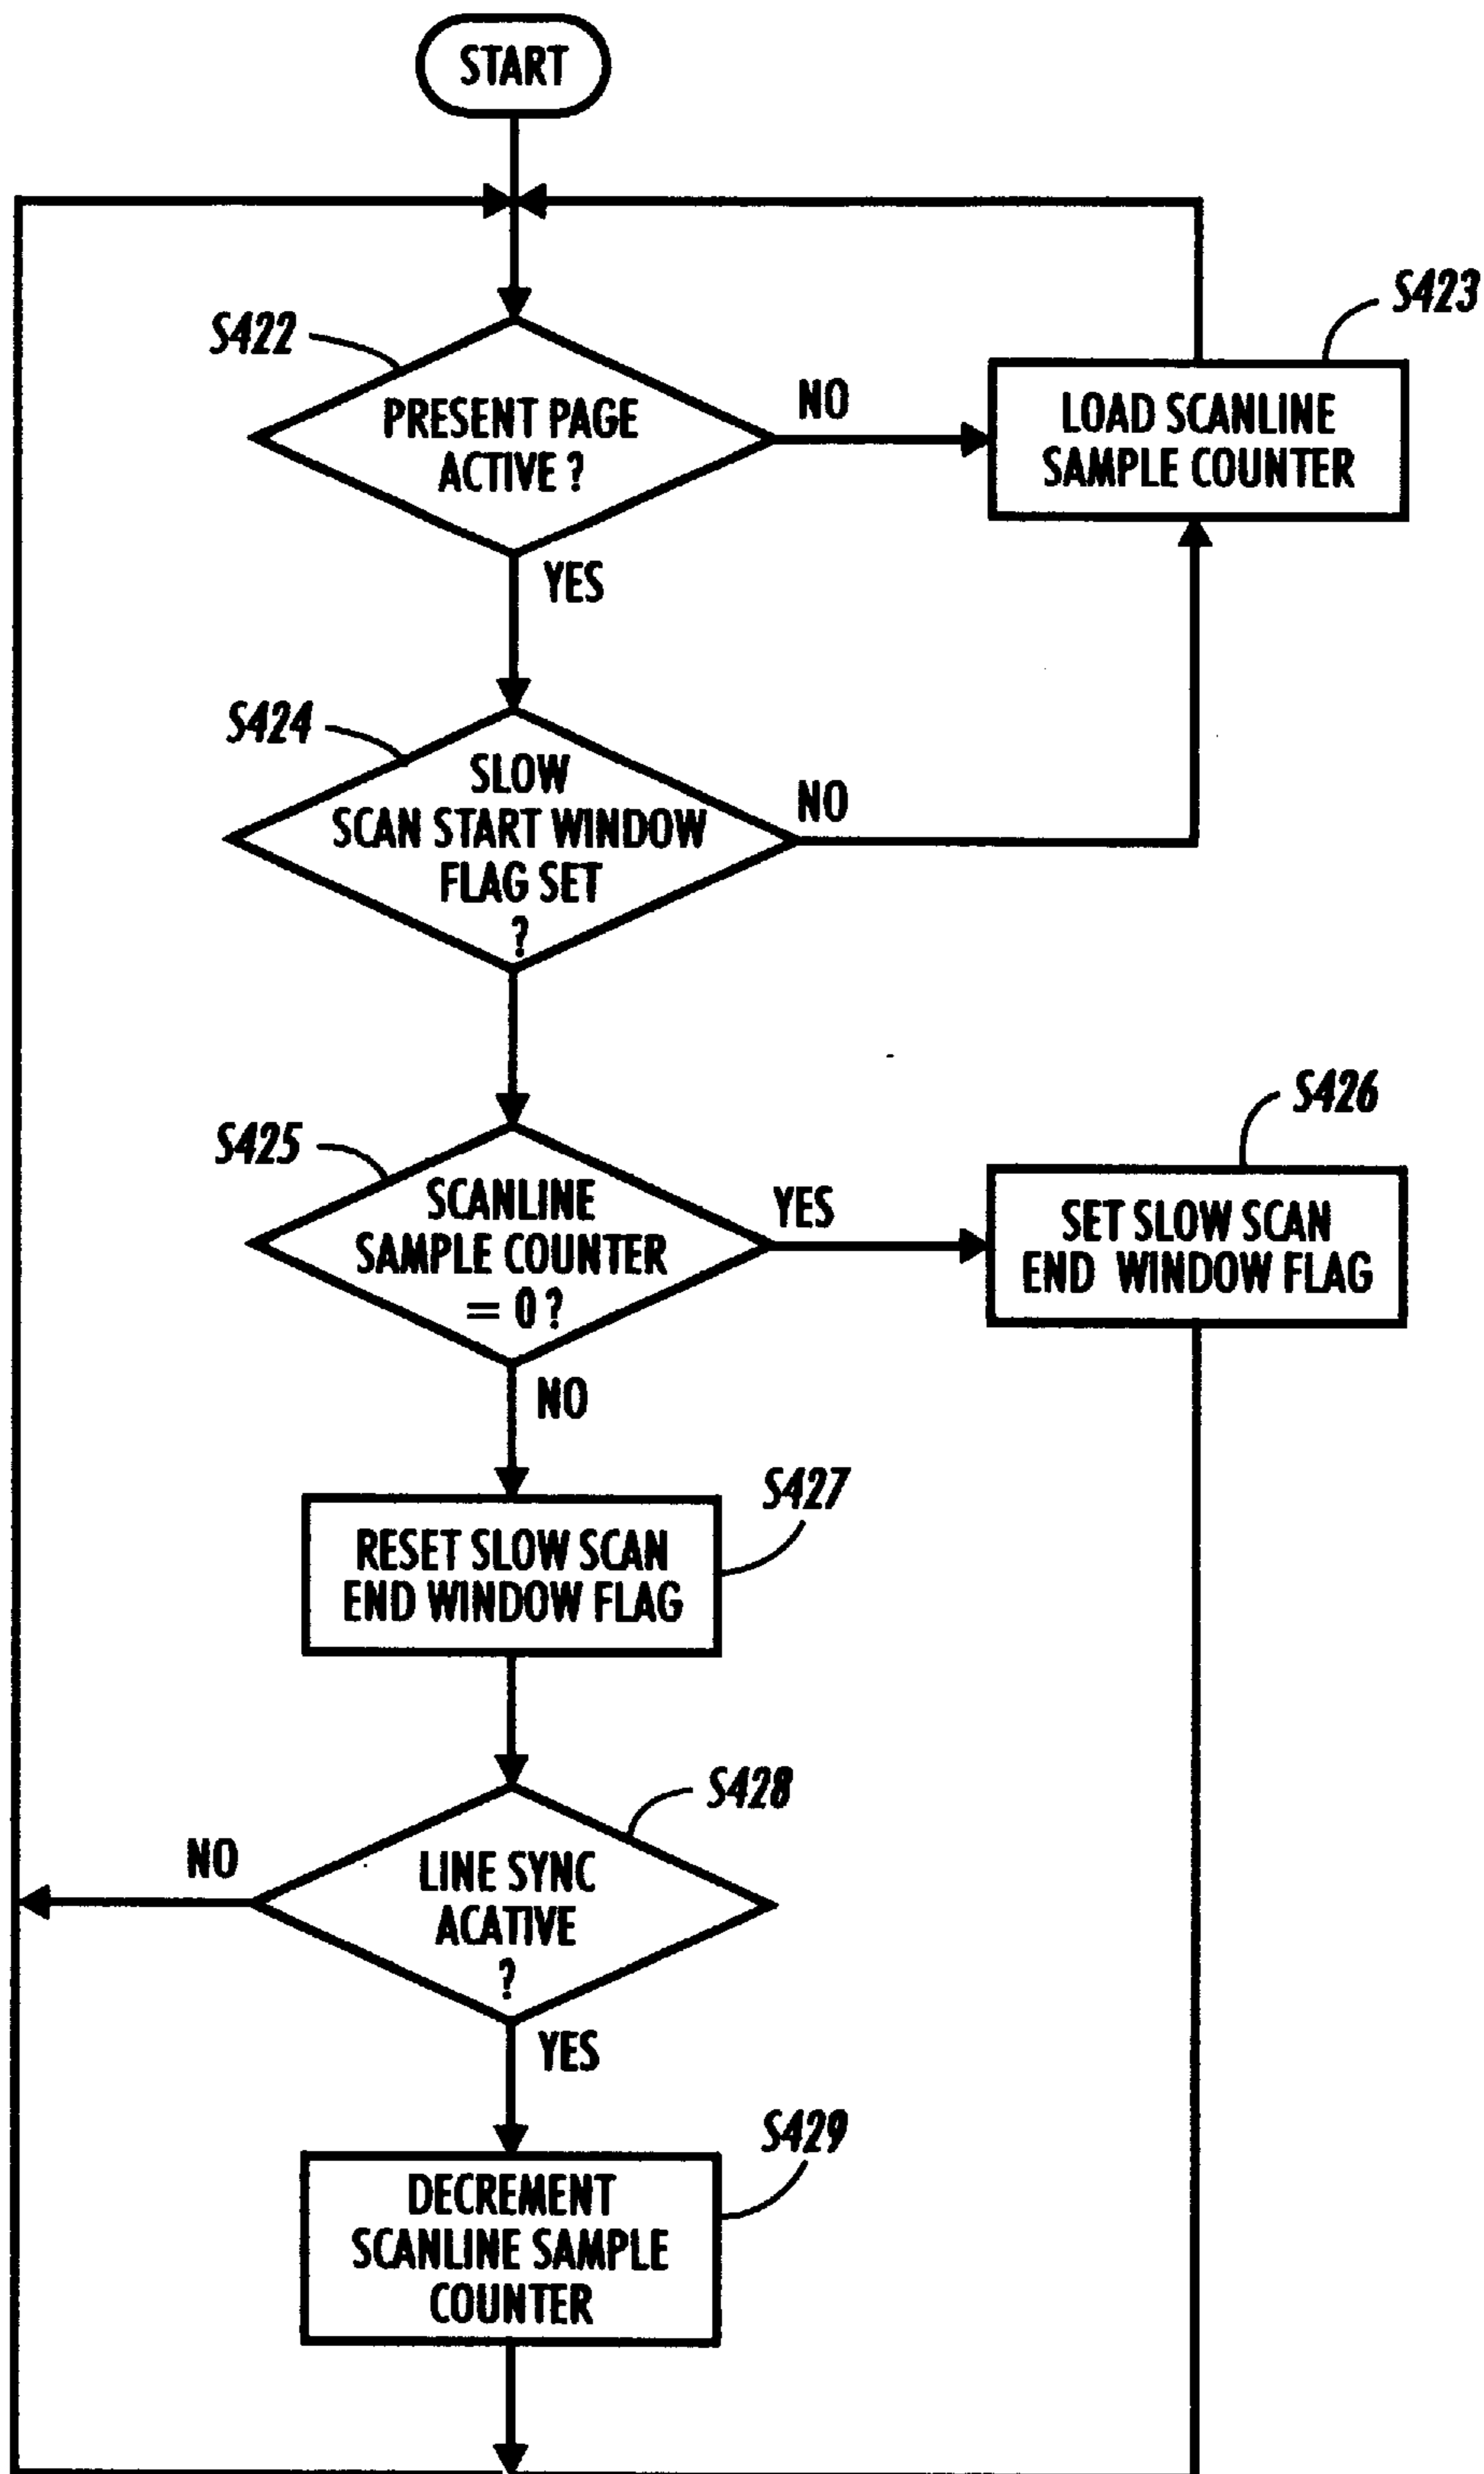 START
S422
PRESENT PAGE
ACTIVE ?
NO
YES
S423
LOAD SCANLINE
SAMPLE COUNTER
S424
SLOW
SCAN START WINDOW
FLAG SET
?
NO
S425
SCANLINE
SAMPLE COUNTER
= 0 ?
YES
NO
S426
SET SLOW SCAN
END WINDOW FLAG
S427
RESET SLOW SCAN
END WINDOW FLAG
S428
LINE SYNC
ACATIVE
?
NO
YES
S429
DECREMENT
SCANLINE SAMPLE
COUNTER